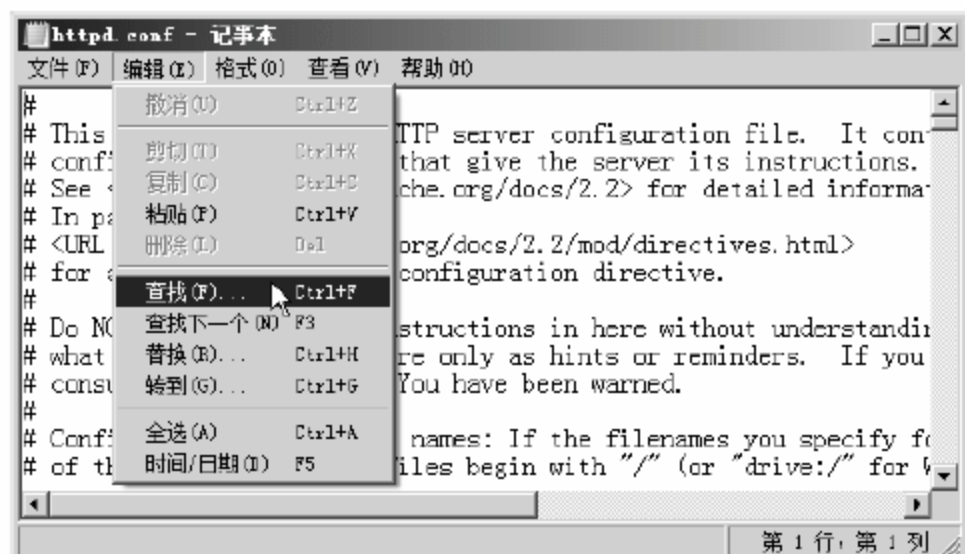 httpd.conf - 记事本
文件(F) 编辑(E) 格式(O) 查看(V) 帮助(H)
撤消(U) Ctrl+Z
剪切(T) Ctrl+X
复制(C) Ctrl+C
粘贴(P) Ctrl+V
删除(L) Del
查找(F)... Ctrl+F
查找下一个(N) F3
替换(R)... Ctrl+H
转到(G)... Ctrl+G
全选(A) Ctrl+A
时间/日期(D) F5
#
# This TTP server configuration file. It con
# confi that give the server its instructions.
# See < che.org/docs/2.2> for detailed informa
# In pa
# <URL org/docs/2.2/mod/directives.html>
# for a configuration directive.
#
# Do NO structions in here without understandi
# what re only as hints or reminders. If you
# consu You have been warned.
#
# Confi names: If the filenames you specify fo
# of th iles begin with "/" (or "drive:/" for W
第 1 行, 第 1 列